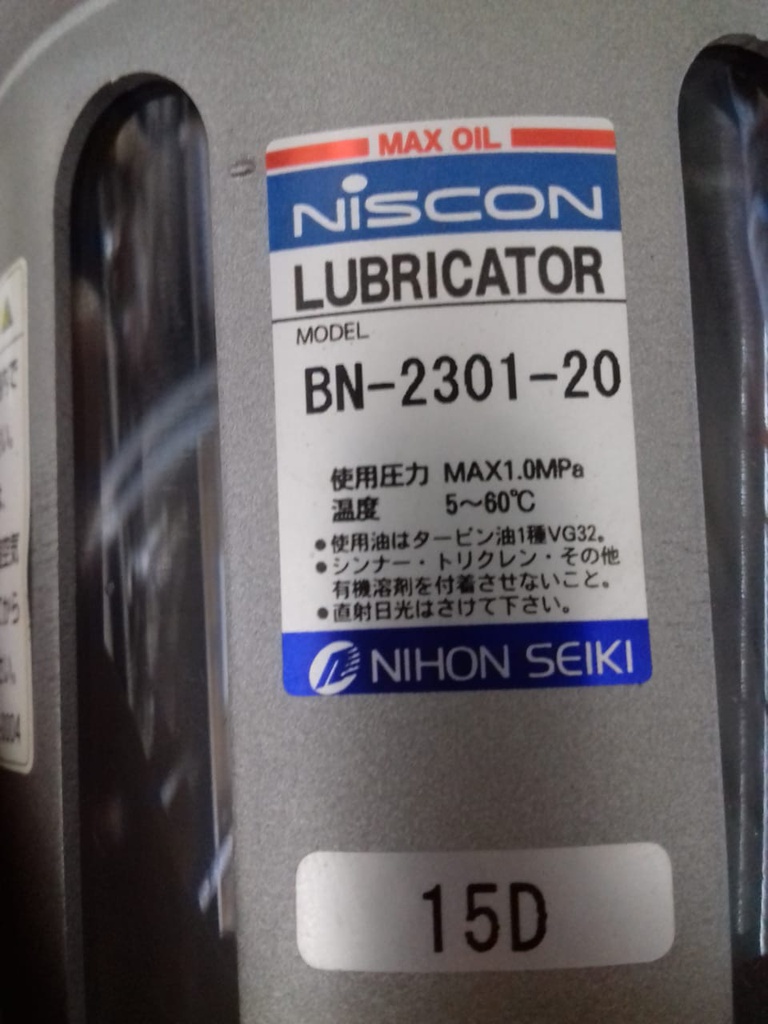 MAX OIL
NiSCON
LUBRICATOR
MODEL
BN-2301-20
使用圧力 MAX1.0MPa
温度 5~60℃
●使用油はタービン油1種VG32。
●シンナー・トリクレン・その他
有機溶剤を付着させないこと。
●直射日光はさけて下さい。
NIHON SEIKI
15D